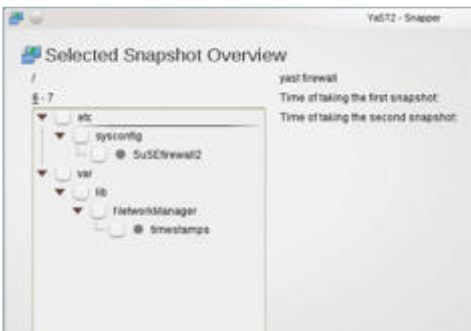 YaST2 - Snapper
Selected Snapshot Overview
/
yast firewall
6 - 7
Time of taking the first snapshot:
etc
Time of taking the second snapshot:
sysconfig
SuSEfirewall2
var
lib
NetworkManager
timestamps